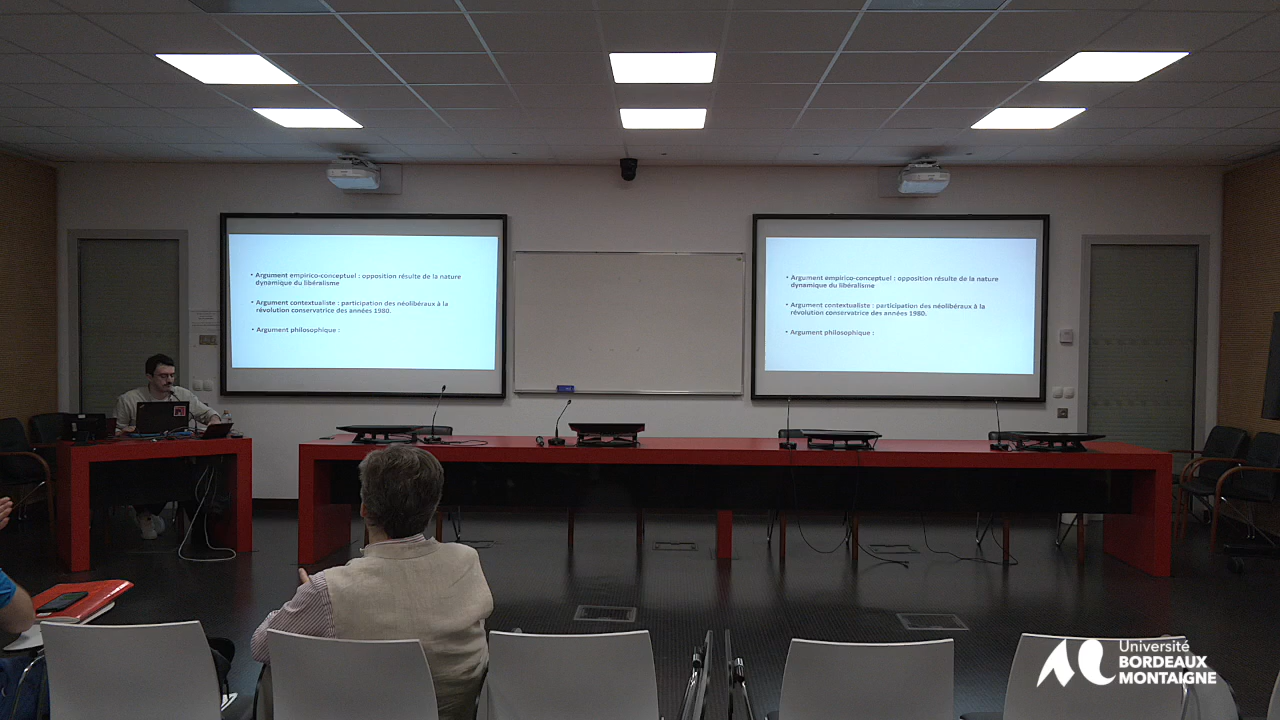 • Argument empirico-conceptuel : opposition résulte de la nature
dynamique du libéralisme
• Argument contextualiste : participation des néolibéraux à la
révolution conservatrice des années 1980.
• Argument philosophique :
• Argument empirico-conceptuel : opposition résulte de la nature
dynamique du libéralisme
• Argument contextualiste : participation des néolibéraux à la
révolution conservatrice des années 1980.
• Argument philosophique :
Université
BORDEAUX
MONTAIGNE